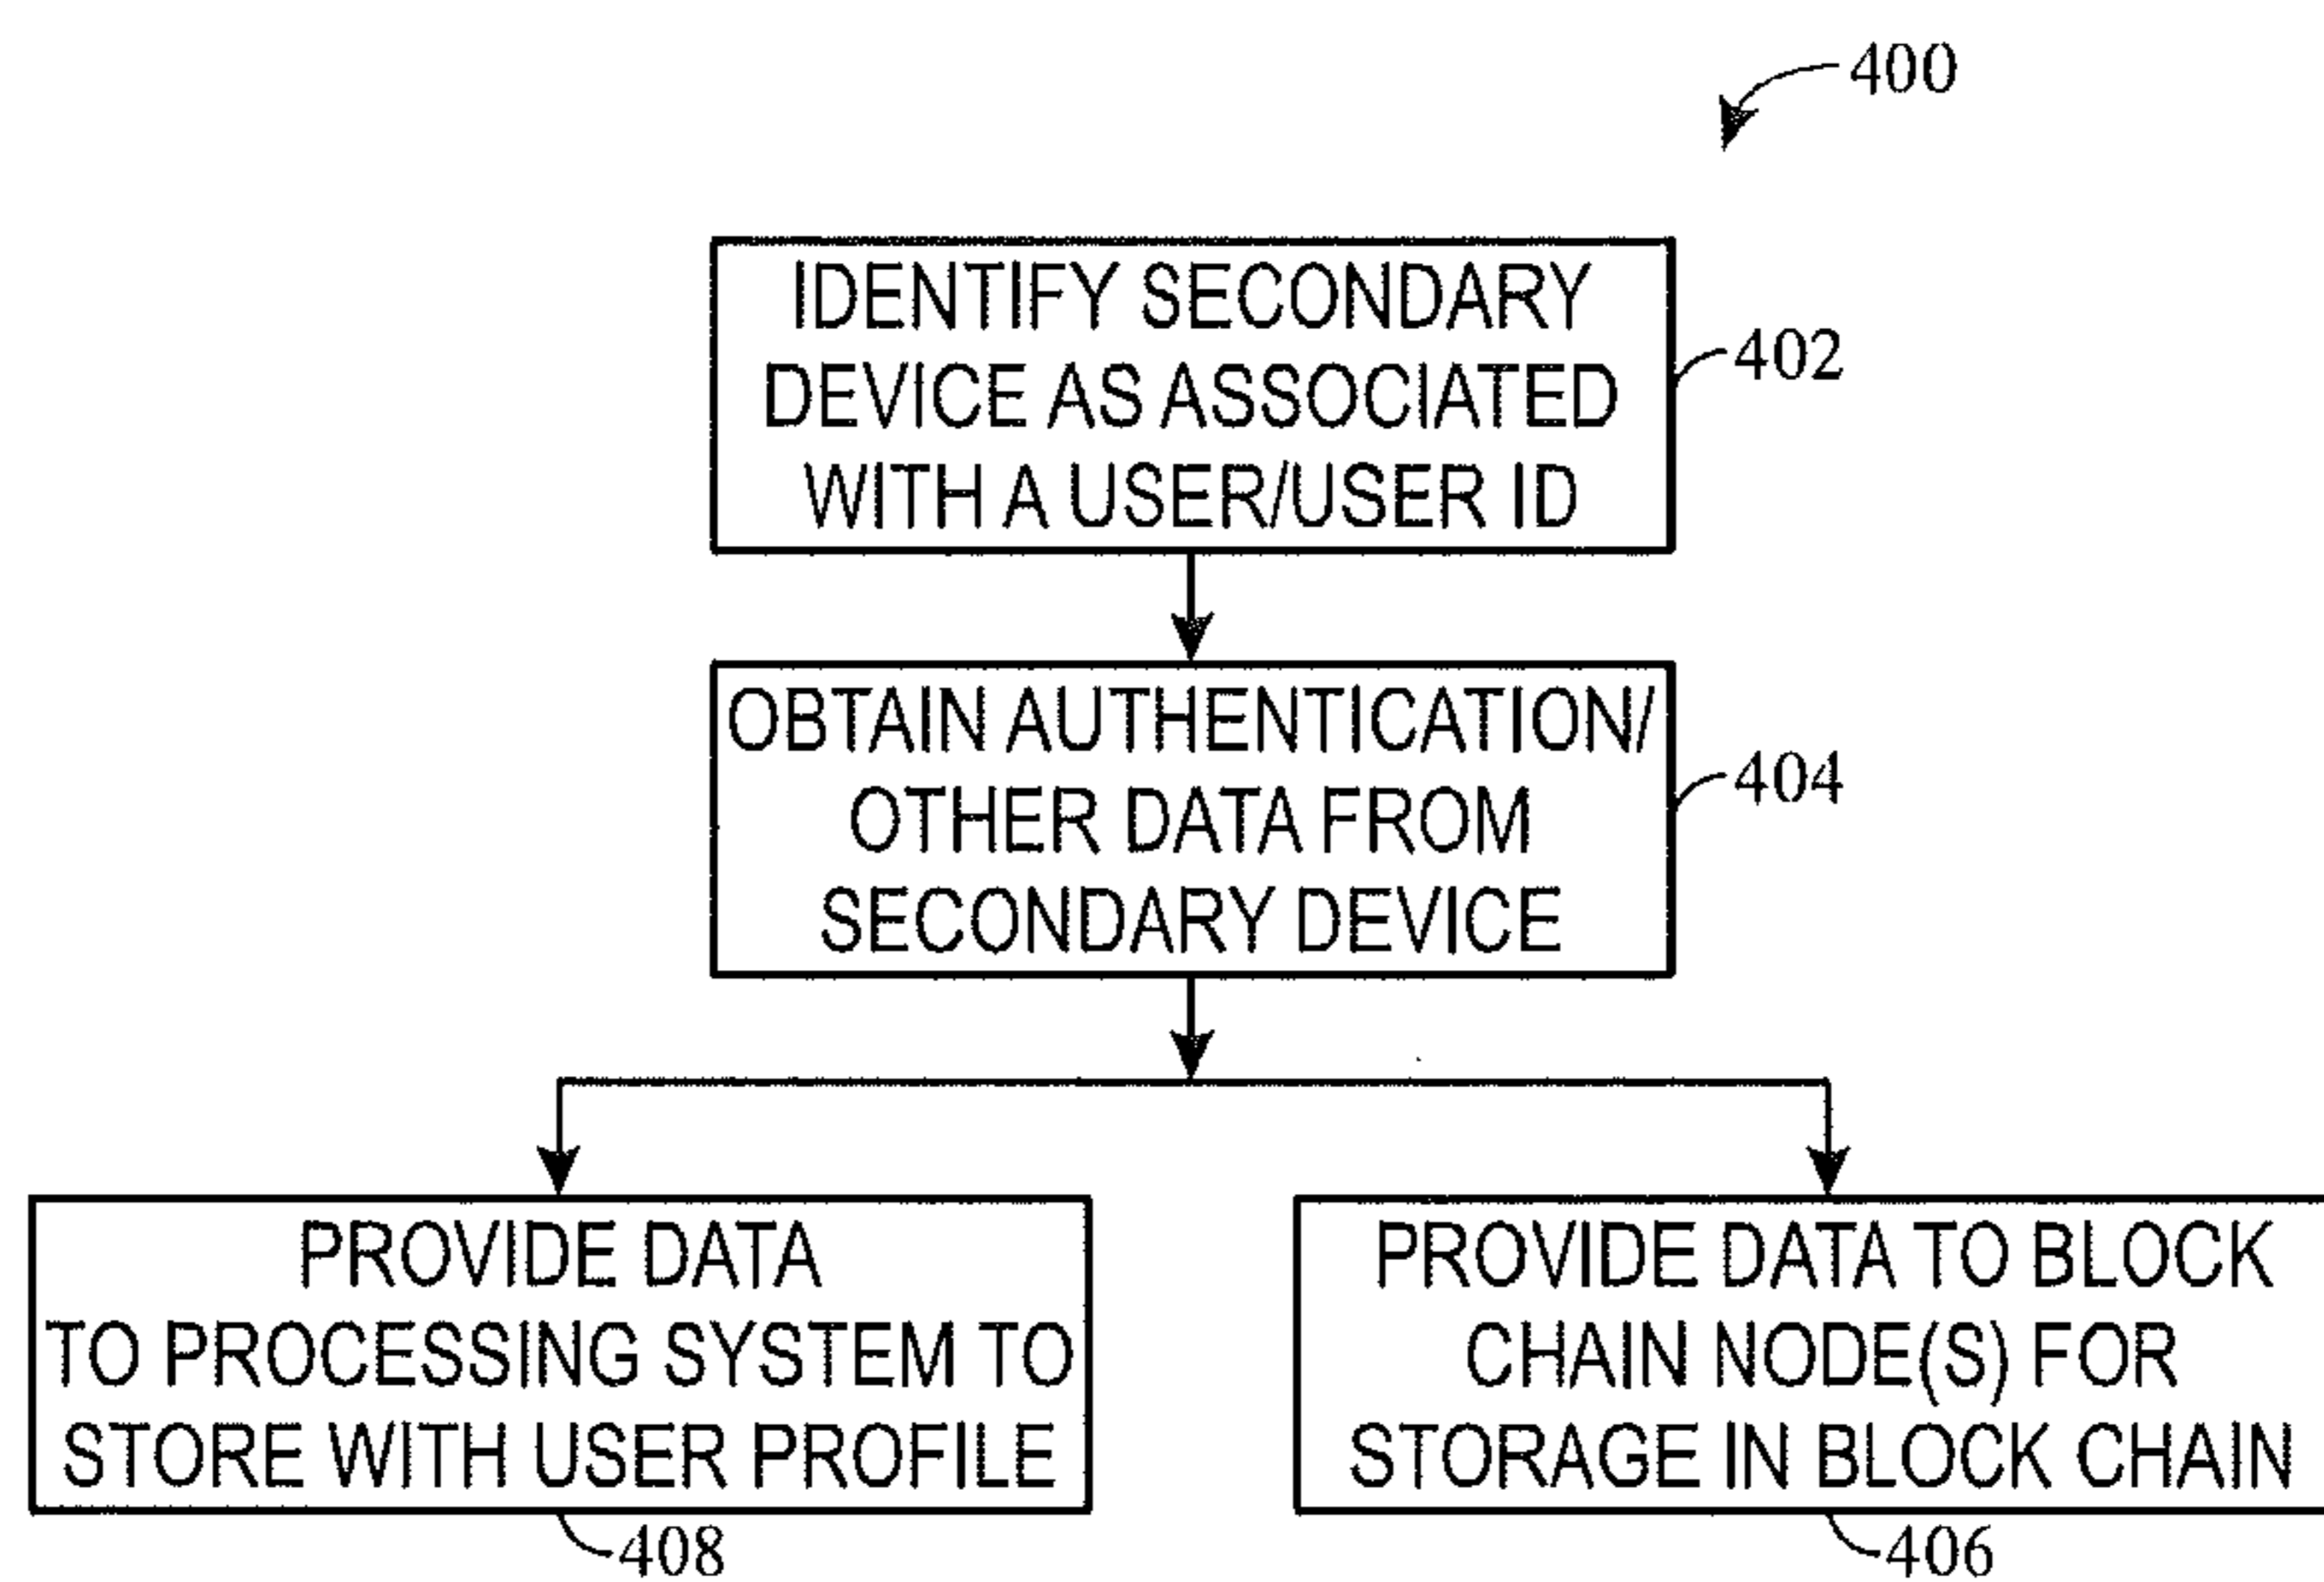 400
IDENTIFY SECONDARY
DEVICE AS ASSOCIATED
WITH A USER/USER ID
402
OBTAIN AUTHENTICATION/
OTHER DATA FROM
SECONDARY DEVICE
404
PROVIDE DATA
TO PROCESSING SYSTEM TO
STORE WITH USER PROFILE
408
PROVIDE DATA TO BLOCK
CHAIN NODE(S) FOR
STORAGE IN BLOCK CHAIN
406